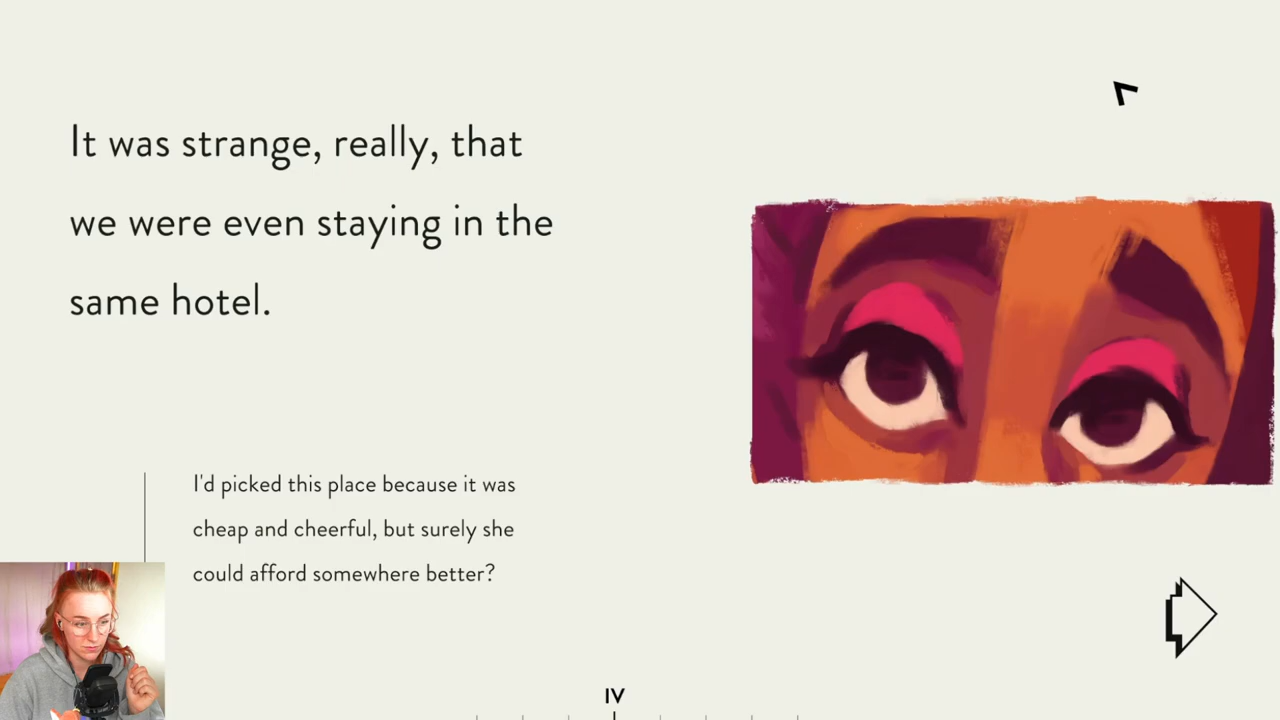 It was strange, really, that
we were even staying in the
same hotel.
I'd picked this place because it was
cheap and cheerful, but surely she
could afford somewhere better?
IV